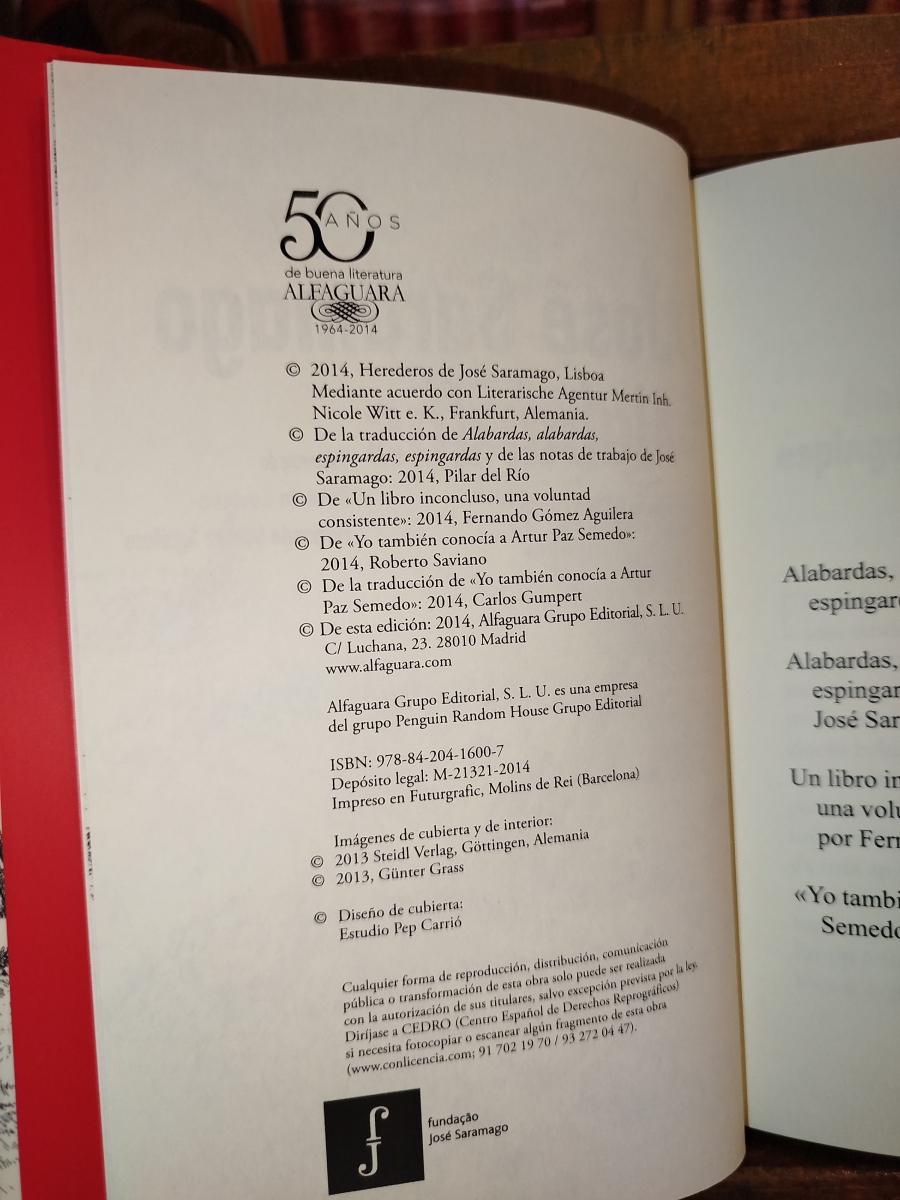 50 AÑOS
de buena literatura
ALFAGUARA
1964-2014
© 2014, Herederos de José Saramago, Lisboa
Mediante acuerdo con Literarische Agentur Mertin Inh.
Nicole Witt e. K., Frankfurt, Alemania.
© De la traducción de Alabardas, alabardas,
espingardas, espingardas y de las notas de trabajo de José
Saramago: 2014, Pilar del Río
© De «Un libro inconcluso, una voluntad
consistente»: 2014, Fernando Gómez Aguilera
© De «Yo también conocía a Artur Paz Semedo»:
2014, Roberto Saviano
© De la traducción de «Yo también conocía a Artur
Paz Semedo»: 2014, Carlos Gumpert
© De esta edición: 2014, Alfaguara Grupo Editorial, S. L. U.
C/ Luchana, 23. 28010 Madrid
www.alfaguara.com
Alfaguara Grupo Editorial, S. L. U. es una empresa
del grupo Penguin Random House Grupo Editorial
ISBN: 978-84-204-1600-7
Depósito legal: M-21321-2014
Impreso en Futurgrafic, Molins de Rei (Barcelona)
Imágenes de cubierta y de interior:
© 2013 Steidl Verlag, Göttingen, Alemania
© 2013, Günter Grass
© Diseño de cubierta:
Estudio Pep Carrió
Cualquier forma de reproducción, distribución, comunicación
pública o transformación de esta obra solo puede ser realizada
con la autorización de sus titulares, salvo excepción prevista por la ley.
Diríjase a CEDRO (Centro Español de Derechos Reprográficos)
si necesita fotocopiar o escanear algún fragmento de esta obra
(www.conlicencia.com; 91 702 19 70 / 93 272 04 47).
fundação
José Saramago
Alabardas,
espingar
Alabardas,
espingar
José Sar
Un libro in
una volu
por Fern
«Yo tambi
Semedo